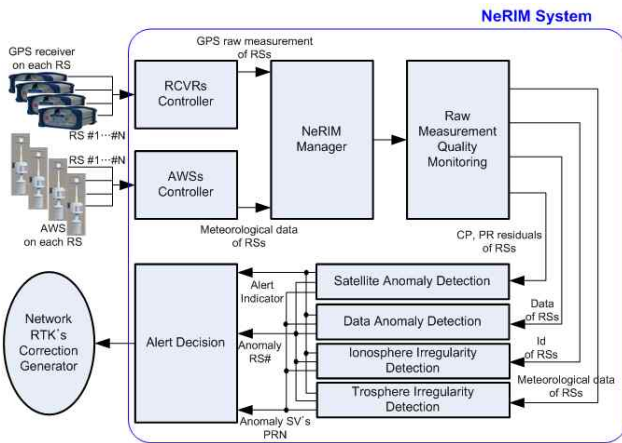 NeRIM System
GPS receiver
on each RS
RS #1···#N
RS #1···#N
AWS
on each RS
RCVRs
Controller
AWSs
Controller
GPS raw measurement
of RSs
Meteorological data
of RSs
NeRIM
Manager
Raw
Measurement
Quality
Monitoring
CP, PR residuals
of RSs
Data
of RSs
Id
of RSs
Meteorological data
of RSs
Satellite Anomaly Detection
Data Anomaly Detection
Ionosphere Irregularity
Detection
Trosphere Irregularity
Detection
Alert
Indicator
Anomaly
RS#
Anomaly SV´s
PRN
Alert Decision
Network
RTK´s
Correction
Generator